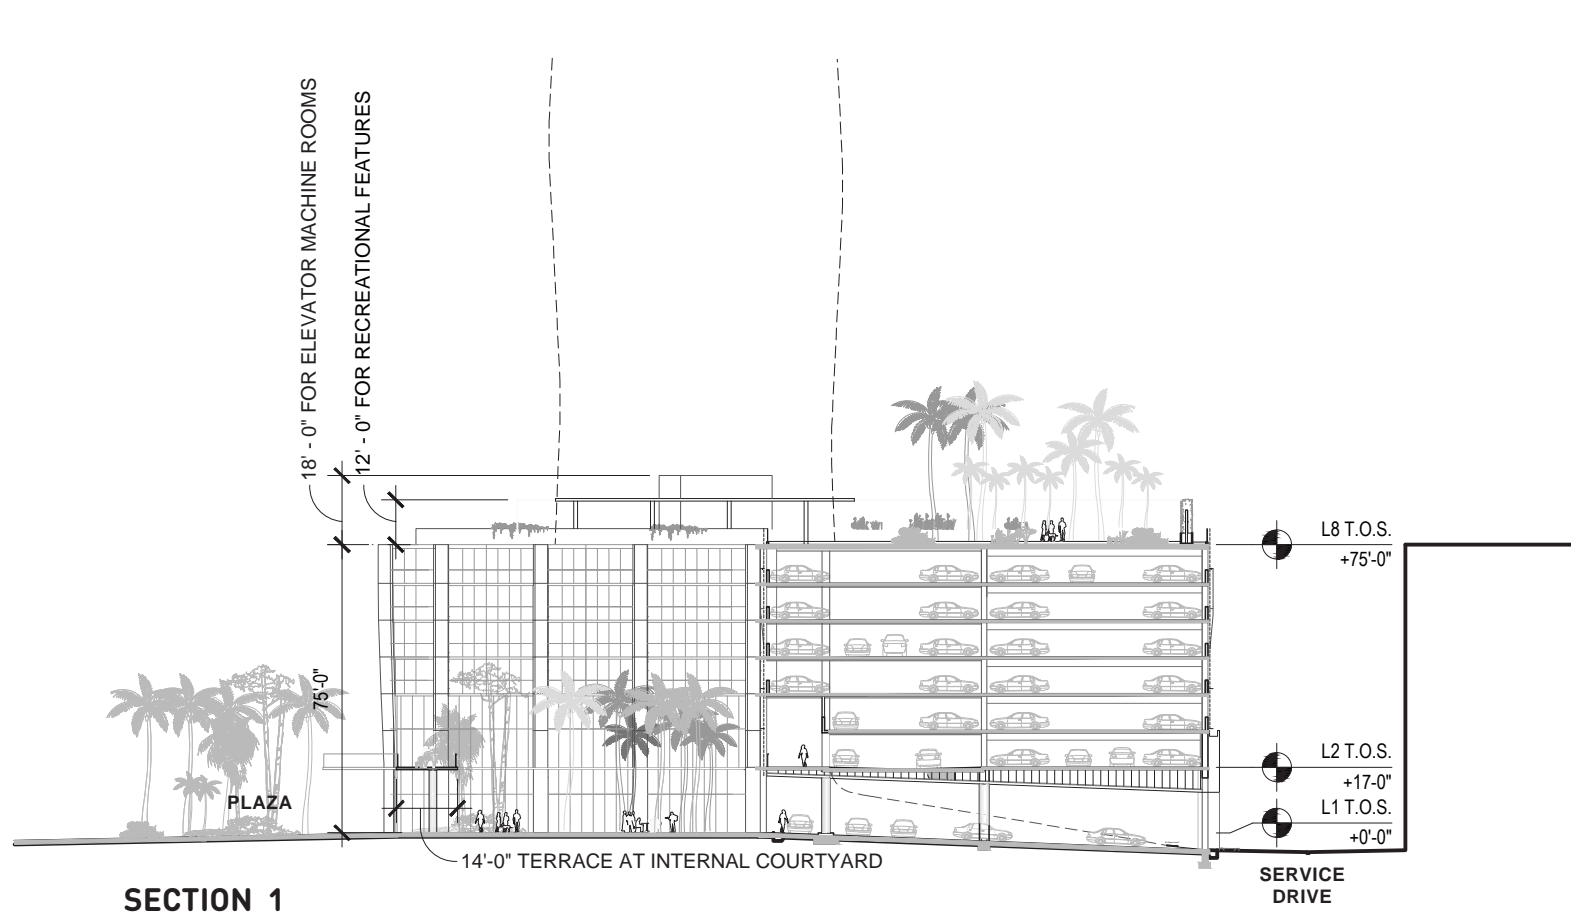 18' - 0" FOR ELEVATOR MACHINE ROOMS
12' - 0" FOR RECREATIONAL FEATURES
L8 T.O.S.
+75'-0"
75'-0"
L2 T.O.S.
+17'-0"
PLAZA
L1 T.O.S.
+0'-0"
14'-0" TERRACE AT INTERNAL COURTYARD
SERVICE
DRIVE
SECTION 1